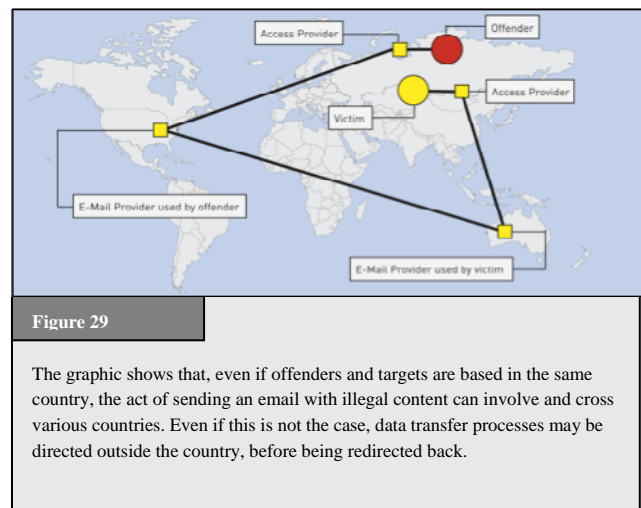 Offender
Access Provider
Access Provider
Victim
E-Mail Provider used by offender
E-Mail Provider used by victim
Figure 29
The graphic shows that, even if offenders and targets are based in the same
country, the act of sending an email with illegal content can involve and cross
various countries. Even if this is not the case, data transfer processes may be
directed outside the country, before being redirected back.